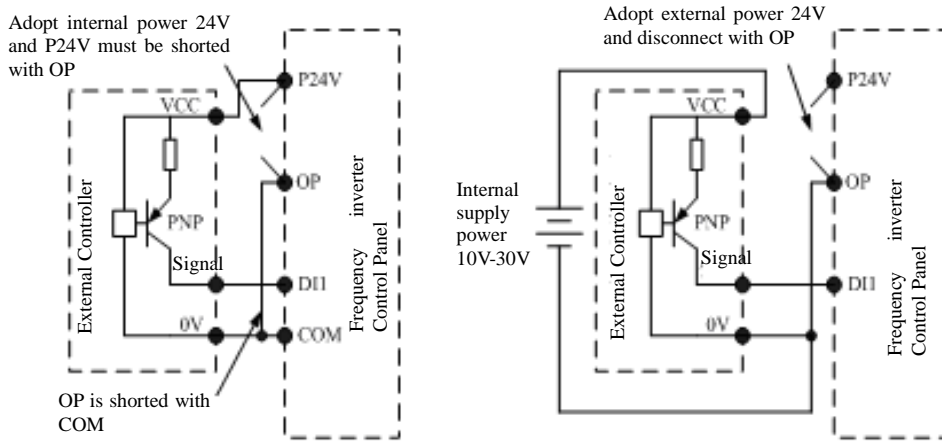 Adopt internal power 24V
and P24V must be shorted
with OP
P24V
VCC
OP
PNP
Signal
DI1
0V
COM
External Controller
Frequency inverter
Control Panel
OP is shorted with
COM
Adopt external power 24V
and disconnect with OP
P24V
VCC
Internal
supply
power
10V-30V
OP
PNP
Signal
DI1
0V
External Controller
Frequency inverter
Control Panel